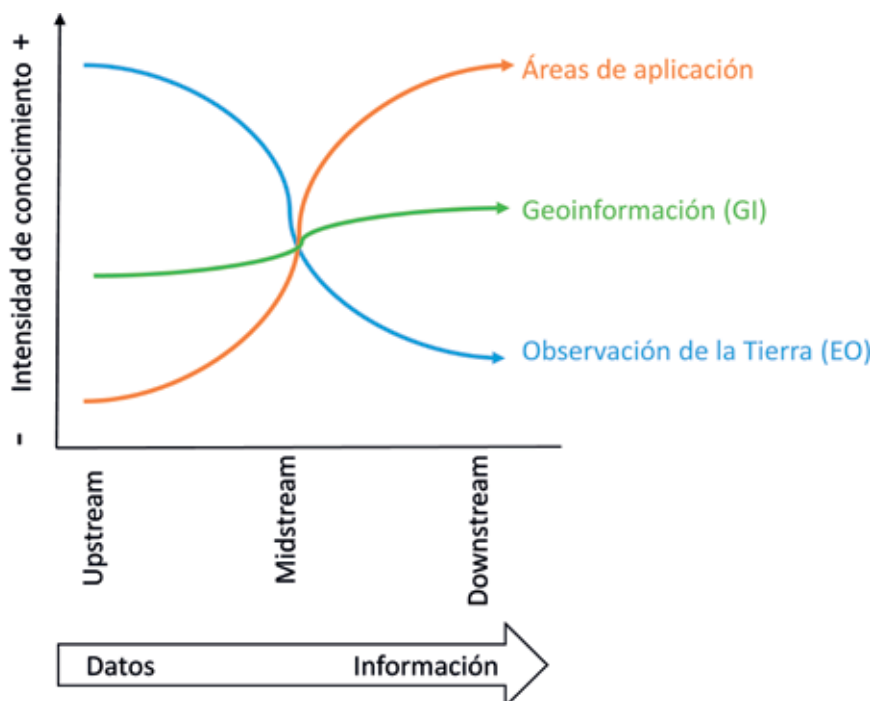 +
Intensidad de conocimiento
-
Áreas de aplicación
Geoinformación (GI)
Observación de la Tierra (EO)
Upstream
Midstream
Downstream
Datos
Información